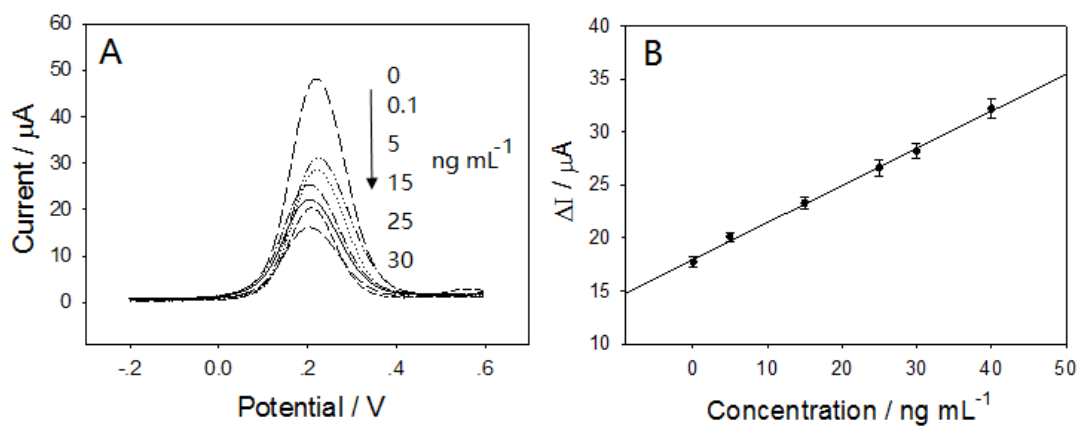 A
60
50
40
30
20
10
0
Current / μA
0
0.1
5
ng mL-1
15
25
30
-.2 0.0 .2 .4 .6
Potential / V
B
40
35
30
25
20
15
10
ΔI / μA
0 10 20 30 40 50
Concentration / ng mL-1